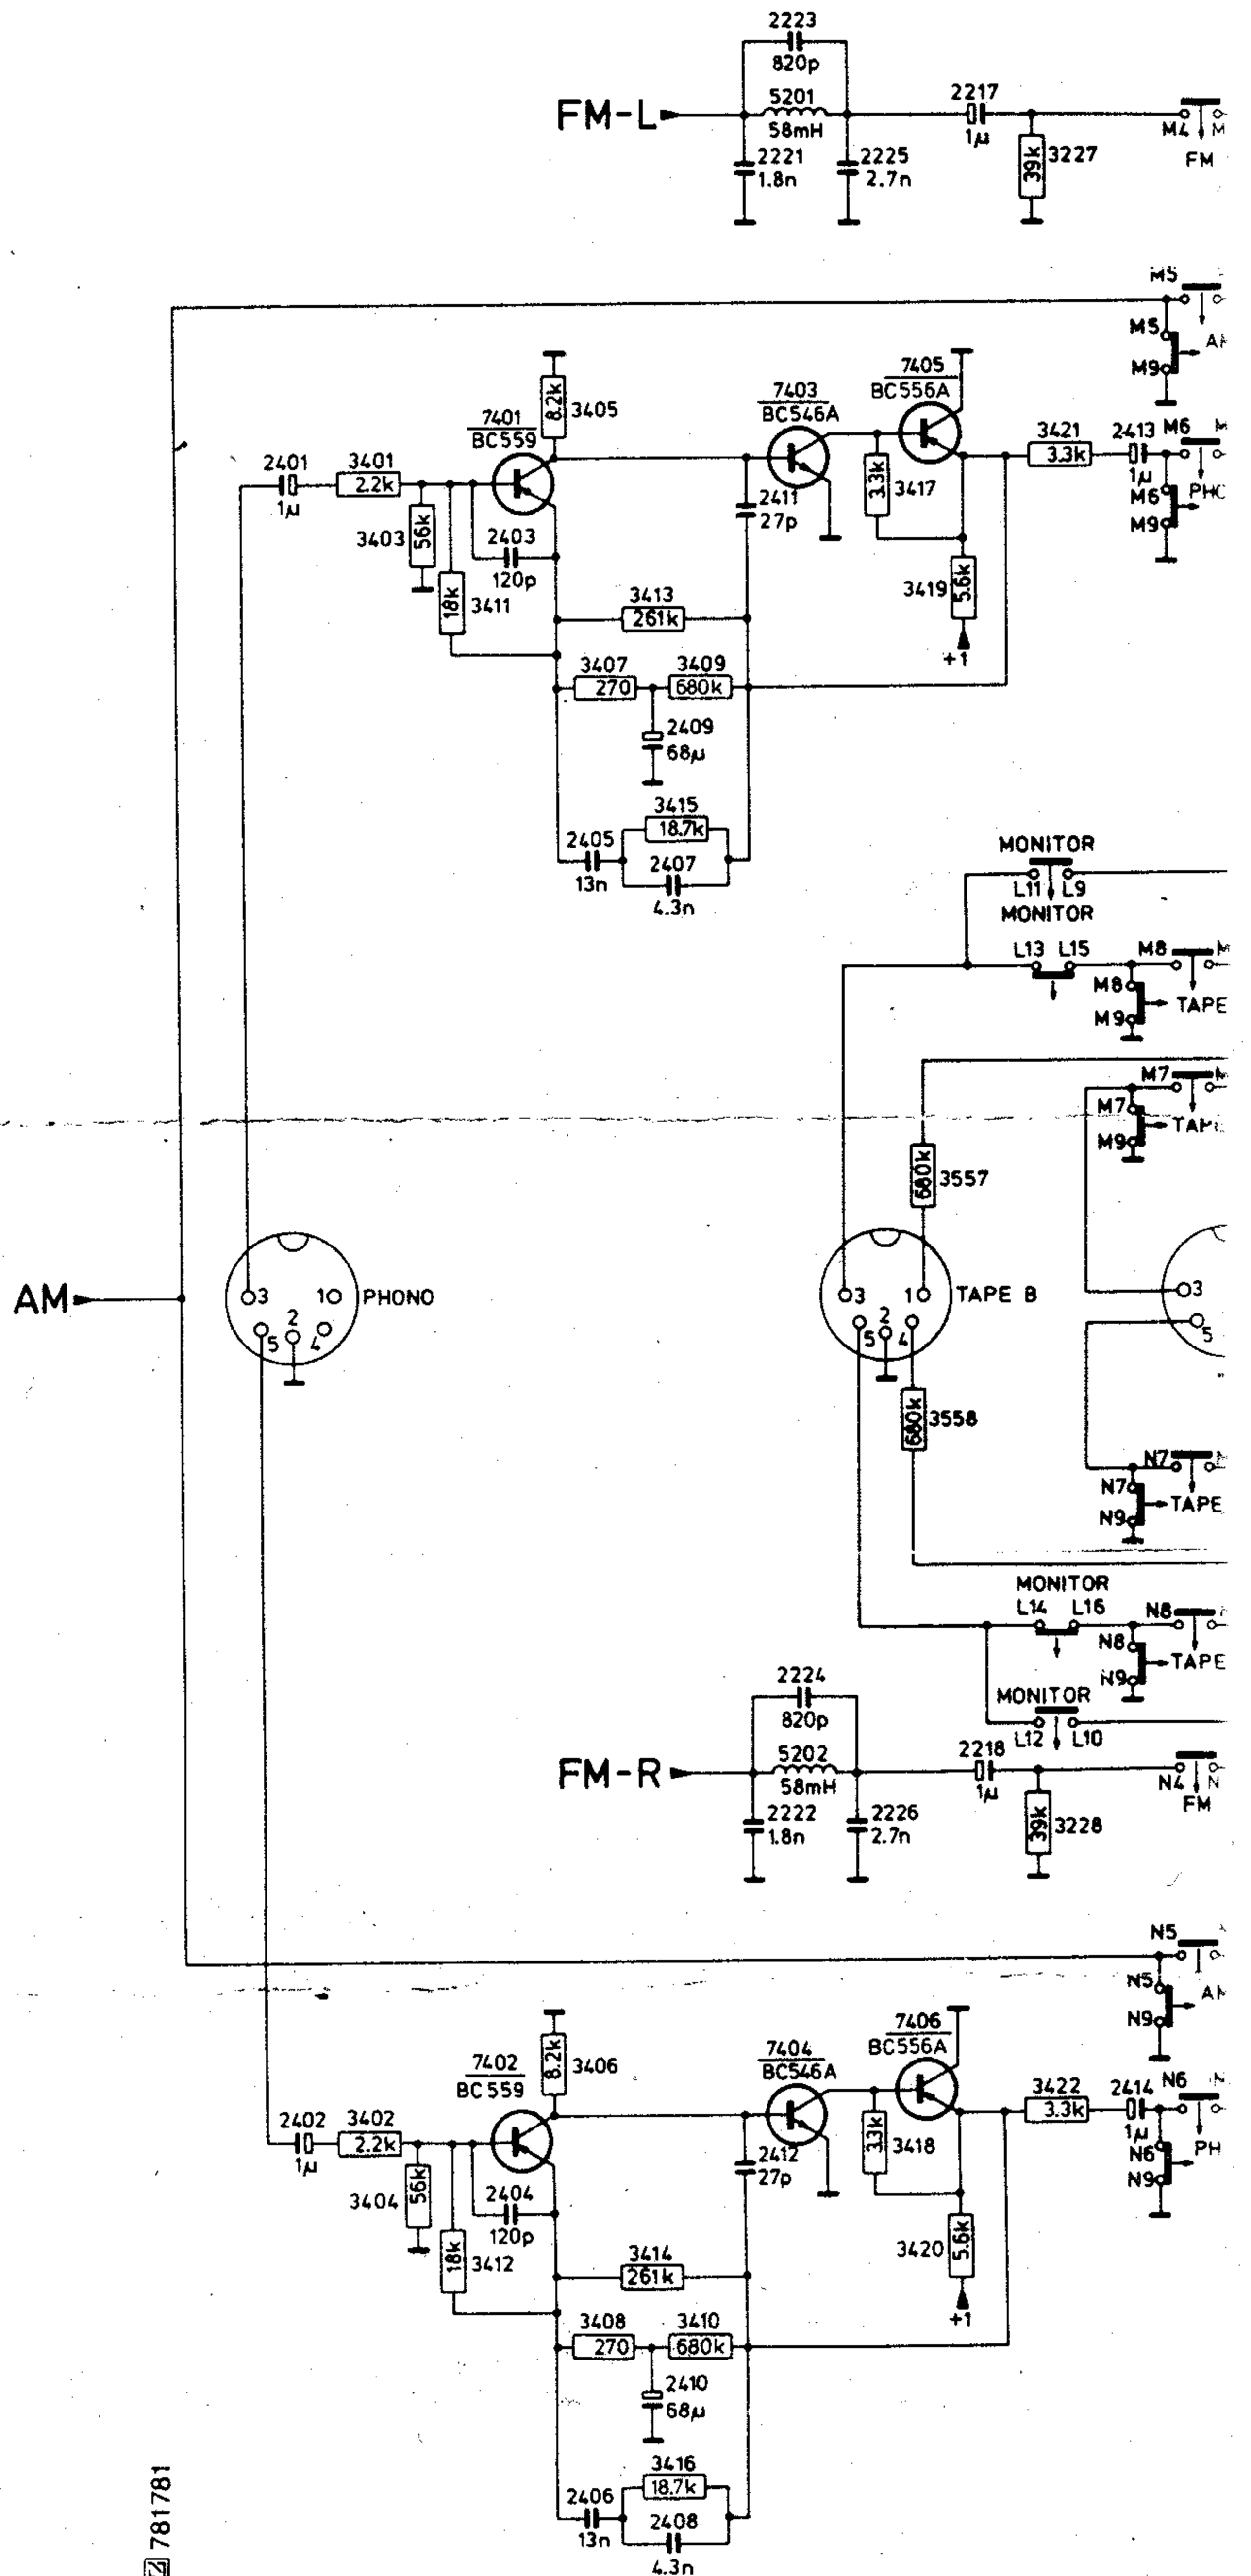 2223
820p
FM-L
5201
58mH
2217
1μ
M4
FM
2221
1.8n
2225
2.7n
39k
3227
M5
M5
M9
8.2k
3405
7401
BC559
7403
BC546A
7405
BC556A
2401
1μ
3401
2.2k
3403
56k
2403
120p
18k
3411
2411
27p
3.3k
3417
3421
3.3k
2413
1μ
M6
M6
M9
3419
5.6k
+1
3413
261k
3407
270
3409
680k
2409
68μ
3415
18.7k
2405
13n
2407
4.3n
MONITOR
L11 L9
MONITOR
L13 L15
M8
M8
M9
TAPE
M7
M7
M9
680k
3557
AM
3
1
PHONO
5
2
4
3
1
TAPE B
5
2
4
3
5
680k
3558
N7
N7
N9
TAPE
MONITOR
L14 L16
N8
N8
N9
TAPE
MONITOR
L12 L10
2224
820p
FM-R
5202
58mH
2218
1μ
N4
N
FM
2222
1.8n
2226
2.7n
39k
3228
N5
N5
N9
8.2k
3406
7402
BC559
7404
BC546A
7406
BC556A
2402
1μ
3402
2.2k
3404
56k
2404
120p
18k
3412
2412
27p
3.3k
3418
3422
3.3k
2414
1μ
N6
N6
N9
PH
3420
5.6k
+1
3414
261k
3408
270
3410
680k
2410
68μ
3416
18.7k
2406
13n
2408
4.3n
781781